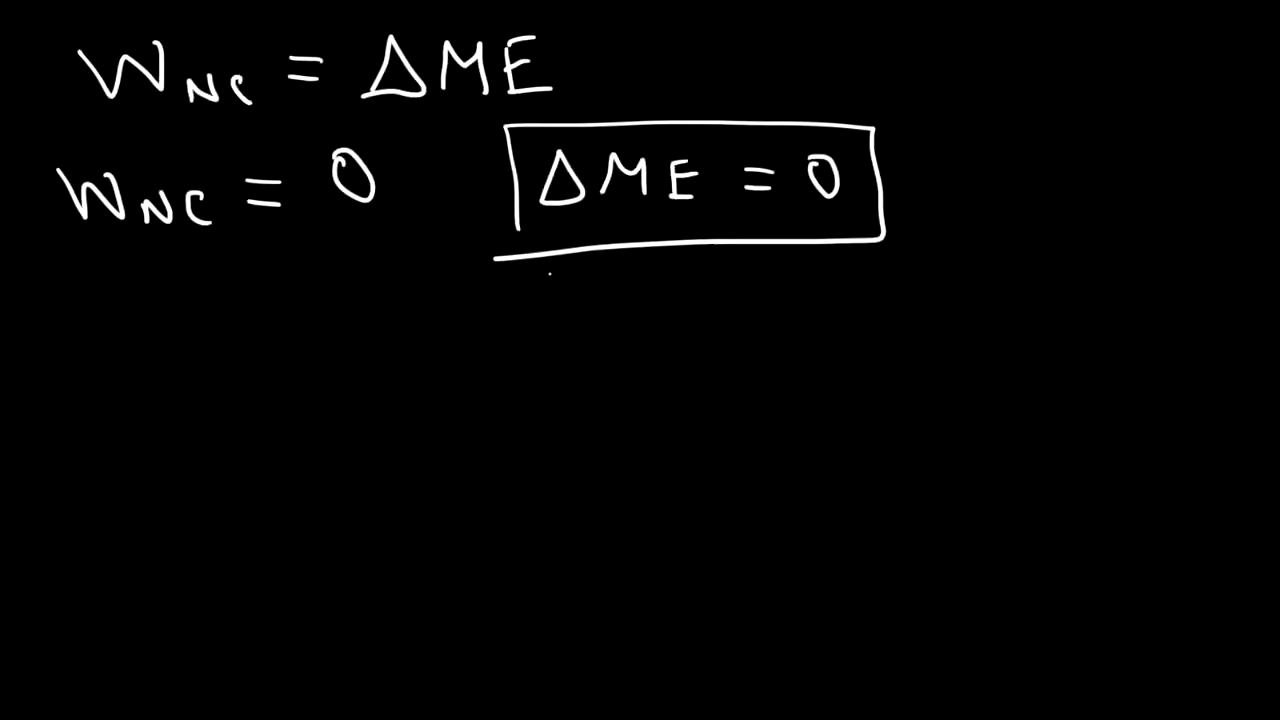 W_NC = ΔME
W_NC = 0 ΔME = 0